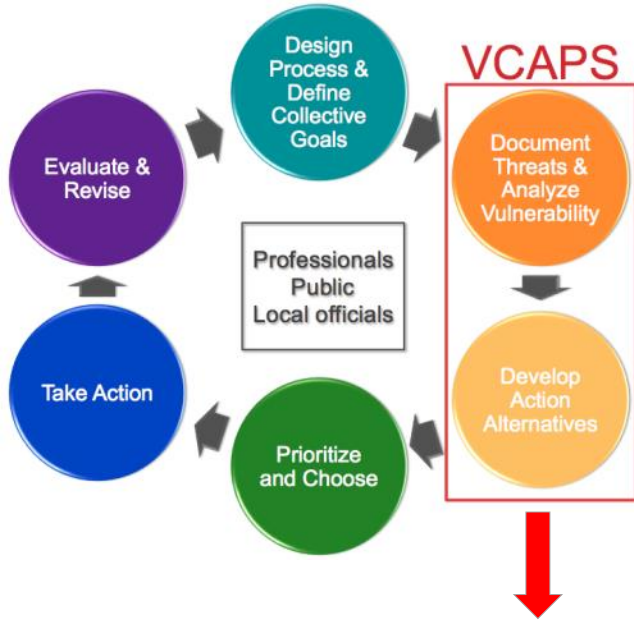 Design
Process &
Define
Collective
Goals
VCAPS
Document
Threats &
Analyze
Vulnerability
Develop
Action
Alternatives
Prioritize
and Choose
Take Action
Evaluate &
Revise
Professionals
Public
Local officials